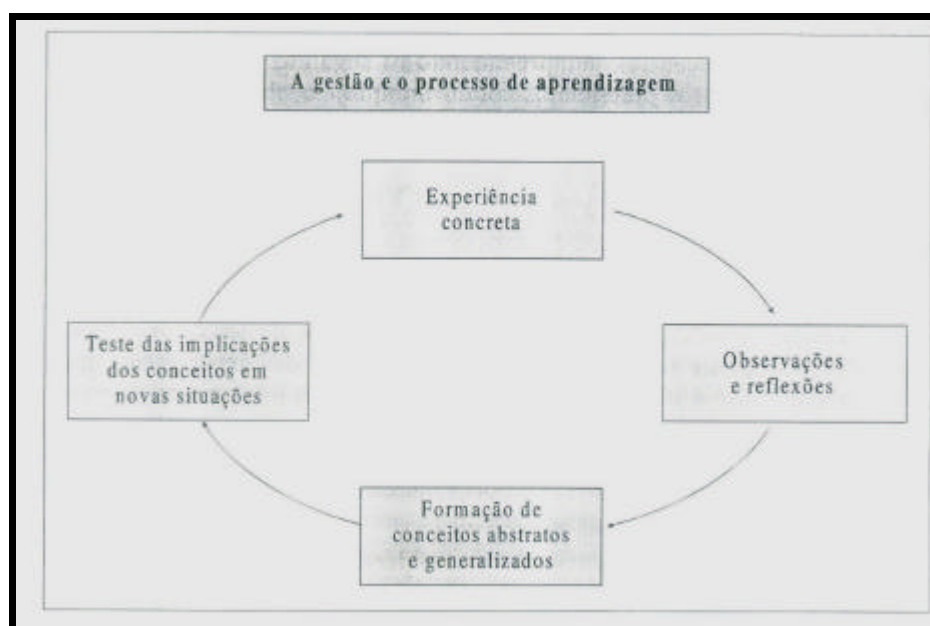 A gestão e o processo de aprendizagem
Experiência
concreta
Observações
e reflexões
Formação de
conceitos abstratos
e generalizados
Teste das implicações
dos conceitos em
novas situações